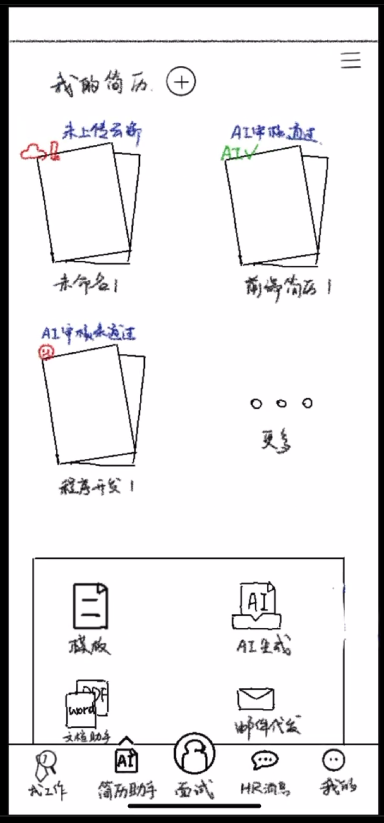 我的简历
未上传云端
AI审核通过
AI
未命名1
前端简历1
AI审核未通过
更多
程序开发1
AI
模版
AI生成
PDF
word
文档助手
邮件代发
AI
找工作
简历助手
面试
HR消息
我的